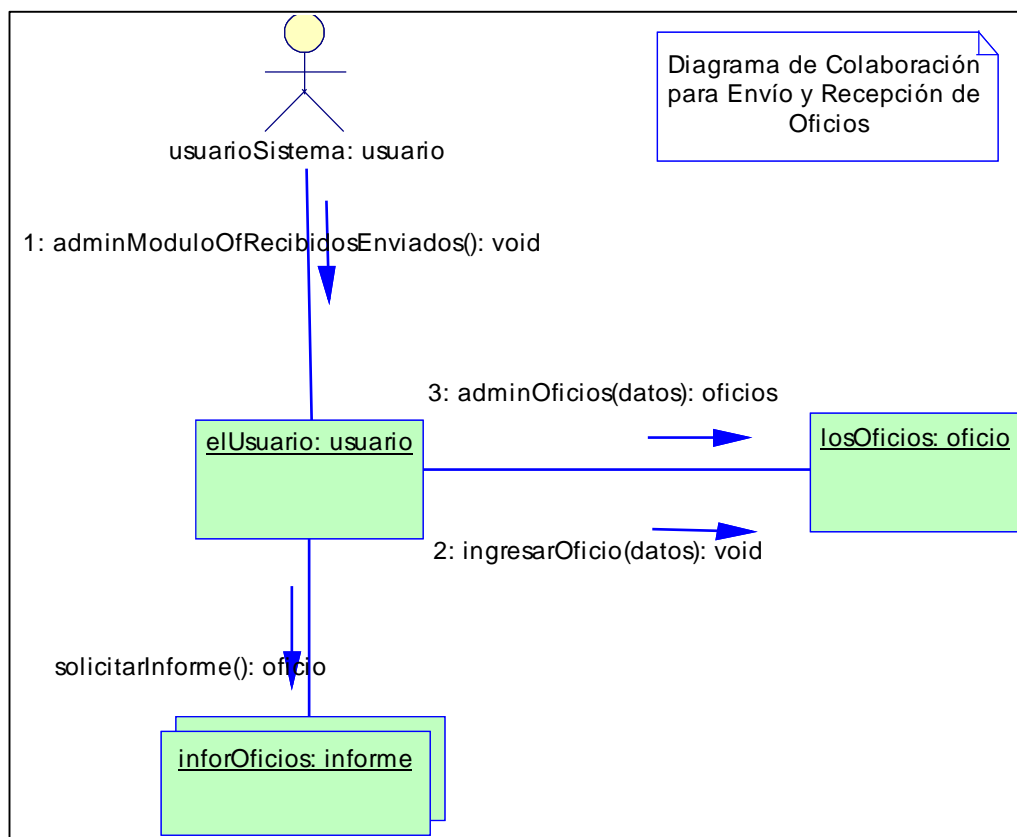 Diagrama de Colaboración
para Envío y Recepción de
Oficios
usuarioSistema: usuario
1: adminModuloOfRecibidosEnviados(): void
3: adminOficios(datos): oficios
elUsuario: usuario
losOficios: oficio
2: ingresarOficio(datos): void
solicitarInforme(): oficio
inforOficios: informe